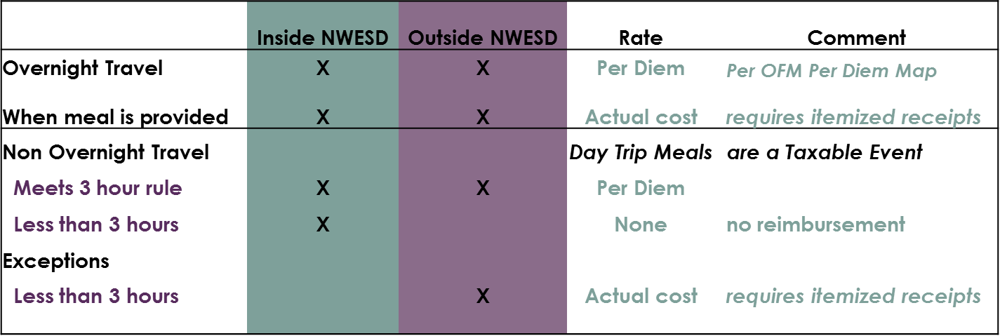 Inside NWESD Outside NWESD Rate Comment
Overnight Travel X X Per Diem Per OFM Per Diem Map
When meal is provided X X Actual cost requires itemized receipts
Non Overnight Travel Day Trip Meals are a Taxable Event
Meets 3 hour rule X X Per Diem
Less than 3 hours X None no reimbursement
Exceptions
Less than 3 hours X Actual cost requires itemized receipts